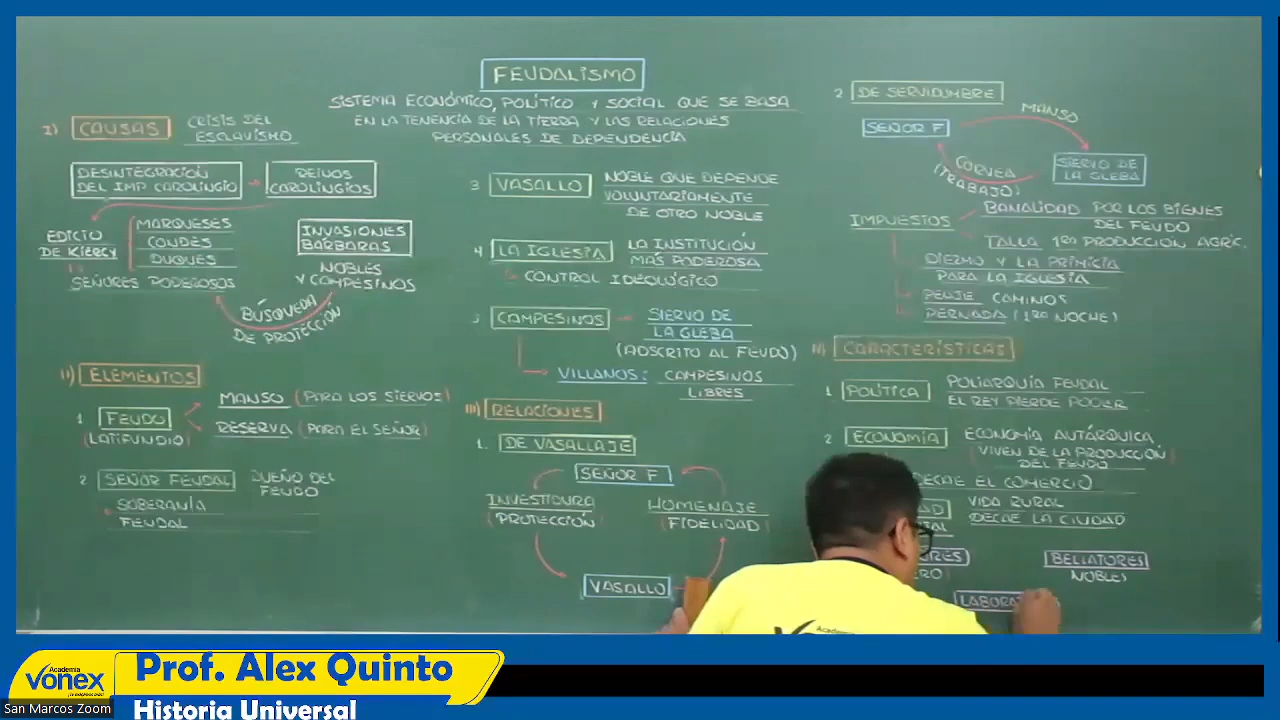 FEUDALISMO
SISTEMA ECONÓMICO, POLÍTICO Y SOCIAL QUE SE BASA
EN LA TENENCIA DE LA TIERRA Y LAS RELACIONES
PERSONALES DE DEPENDENCIA
I) CAUSAS CRISIS DEL
ESCLAVISMO
DESINTEGRACIÓN
DEL IMP CAROLINGIO
REINOS
CAROLINGIOS
EDICTO
DE KIERCY
MARQUESES
CONDES
DUQUES
SEÑORES PODEROSOS
INVASIONES
BÁRBARAS
NOBLES
Y CAMPESINOS
BÚSQUEDA
DE PROTECCIÓN
II) ELEMENTOS
1 FEUDO
(LATIFUNDIO)
MANSO (PARA LOS SIERVOS)
RESERVA (PARA EL SEÑOR)
2 SEÑOR FEUDAL DUEÑO DEL
FEUDO
SOBERANÍA
FEUDAL
3 VASALLO NOBLE QUE DEPENDE
VOLUNTARIAMENTE
DE OTRO NOBLE
4 LA IGLESIA LA INSTITUCIÓN
MÁS PODEROSA
CONTROL IDEOLÓGICO
5 CAMPESINOS SIERVO DE
LA GLEBA
(ADSCRITO AL FEUDO)
VILLANOS: CAMPESINOS
LIBRES
III) RELACIONES
1. DE VASALLAJE
SEÑOR F
INVESTIDURA
(PROTECCIÓN)
HOMENAJE
(FIDELIDAD)
VASALLO
2 DE SERVIDUMBRE
SEÑOR F
MANSO
SIERVO DE
LA GLEBA
CORVEA
(TRABAJO)
IMPUESTOS
BANALIDAD POR LOS BIENES
DEL FEUDO
TALLA 1RA PRODUCCIÓN AGRÍC.
DIEZMO Y LA PRIMICIA
PARA LA IGLESIA
PEAJE CAMINOS
PERNADA (1RA NOCHE)
IV) CARACTERÍSTICAS
1 POLÍTICA POLIARQUÍA FEUDAL
EL REY PIERDE PODER
2 ECONOMÍA ECONOMÍA AUTÁRQUICA
(VIVEN DE LA PRODUCCIÓN
DEL FEUDO)
DECAE EL COMERCIO
VIDA RURAL
DECAE LA CIUDAD
BELLATORES
NOBLES
Academia
VONEX
Prof. Alex Quinto
Historia Universal
San Marcos Zoom